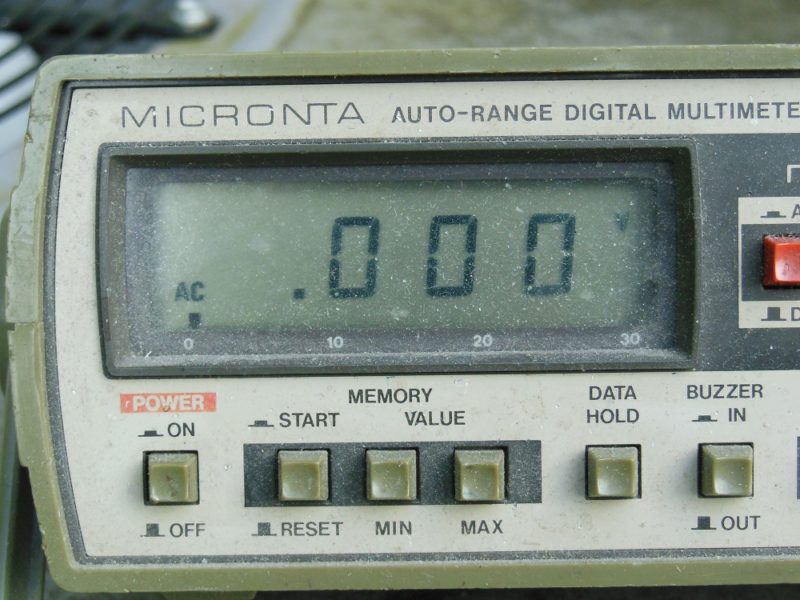 MICRONTA AUTO-RANGE DIGITAL MULTIMETE
A
AC .000 V
0 10 20 30
D
POWER
MEMORY
DATA
BUZZER
ON
START
VALUE
HOLD
IN
OFF
RESET
MIN
MAX
OUT